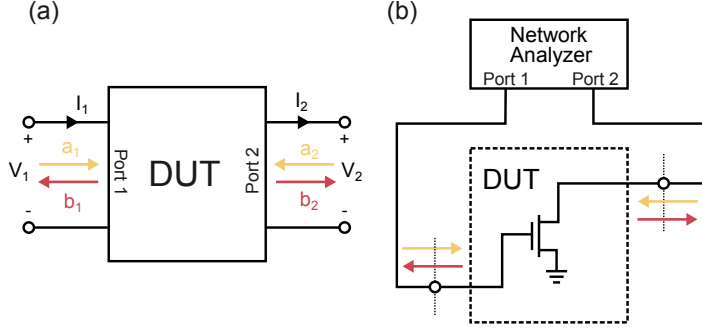 (a)
I1
I2
+
+
a1
a2
V1
Port 1
DUT
Port 2
V2
b1
b2
-
-
(b)
Network
Analyzer
Port 1
Port 2
DUT